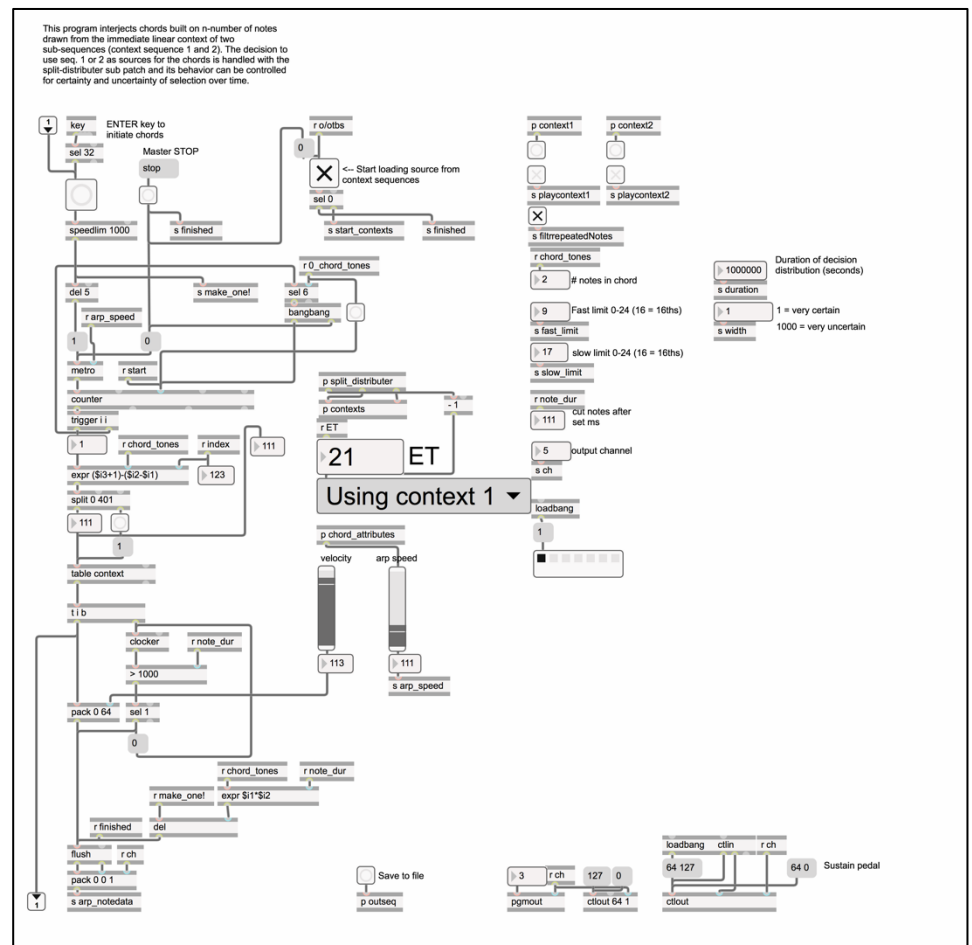 This program interjects chords built on n-number of notes
drawn from the immediate linear context of two
sub-sequences (context sequence 1 and 2). The decision to
use seq. 1 or 2 as sources for the chords is handled with the
split-distributer sub patch and its behavior can be controlled
for certainty and uncertainty of selection over time.
1
key
ENTER key to
initiate chords
sel 32
Master STOP
stop
speedlim 1000
s finished
r o/otbs
0
<-- Start loading source from
context sequences
sel 0
s start_contexts
s finished
r 0_chord_tones
del 5
s make_one!
sel 6
bangbang
r arp_speed
1
0
metro
r start
counter
trigger i i
1
r chord_tones
r index
111
expr ($i3+1)-($i2-$i1)
123
split 0 401
111
1
table context
t i b
clocker
r note_dur
> 1000
pack 0 64
sel 1
0
r chord_tones
r note_dur
r make_one!
expr $i1*$i2
r finished
del
flush
r ch
pack 0 0 1
s arp_notedata
1
p split_distributer
p contexts
- 1
r ET
21
ET
Using context 1
p chord_attributes
velocity
arp speed
113
111
s arp_speed
p context1
p context2
s playcontext1
s playcontext2
s filtrrepeatedNotes
r chord_tones
2
# notes in chord
9
Fast limit 0-24 (16 = 16ths)
s fast_limit
17
slow limit 0-24 (16 = 16ths)
s slow_limit
r note_dur
111
cut notes after
set ms
5
output channel
s ch
loadbang
1
1000000
Duration of decision
distribution (seconds)
s duration
1
1 = very certain
1000 = very uncertain
s width
Save to file
p outseq
3
r ch
127
0
pgmout
ctlout 64 1
loadbang
ctlin
r ch
64 127
64 0
Sustain pedal
ctlout